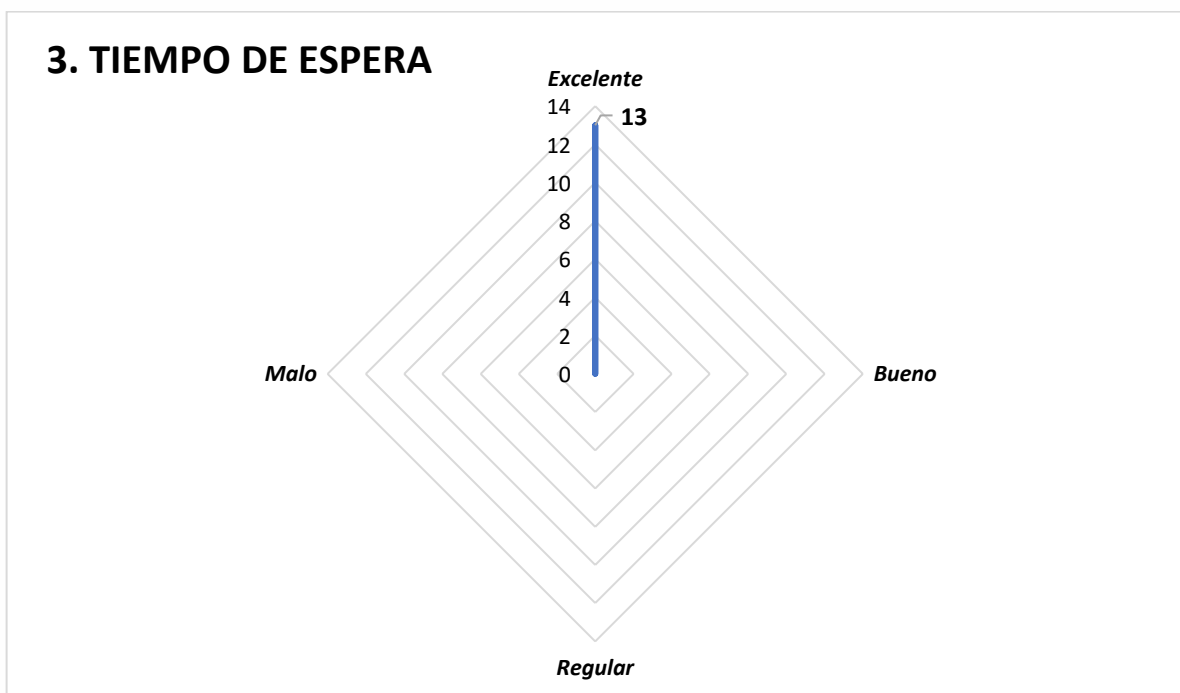 3. TIEMPO DE ESPERA
Excelente
14
13
12
10
8
6
4
2
0
Malo
Bueno
Regular